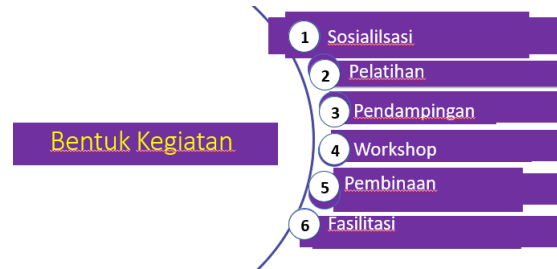 Bentuk Kegiatan
1 Sosialilsasi
2 Pelatihan
3 Pendampingan
4 Workshop
5 Pembinaan
6 Fasilitasi